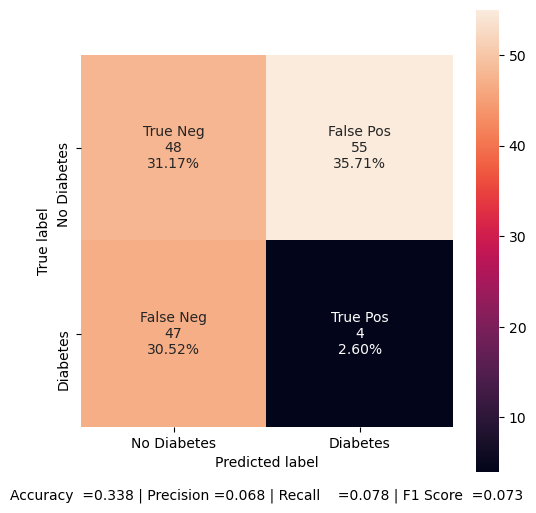 True Neg
48
31.17%
False Pos
55
35.71%
False Neg
47
30.52%
True Pos
4
2.60%
No Diabetes
Diabetes
True label
No Diabetes
Diabetes
Predicted label
50
40
30
20
10
Accuracy =0.338 | Precision =0.068 | Recall =0.078 | F1 Score =0.073